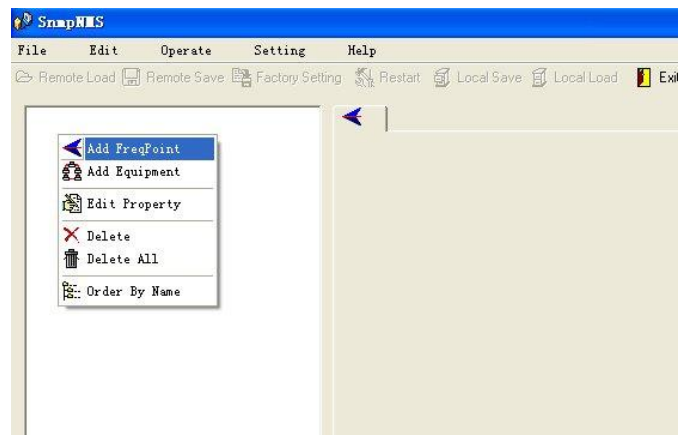 SnmpNMS
File Edit Operate Setting Help
Remote Load Remote Save Factory Setting Restart Local Save Local Load Exi
Add FreqPoint
Add Equipment
Edit Property
Delete
Delete All
Order By Name